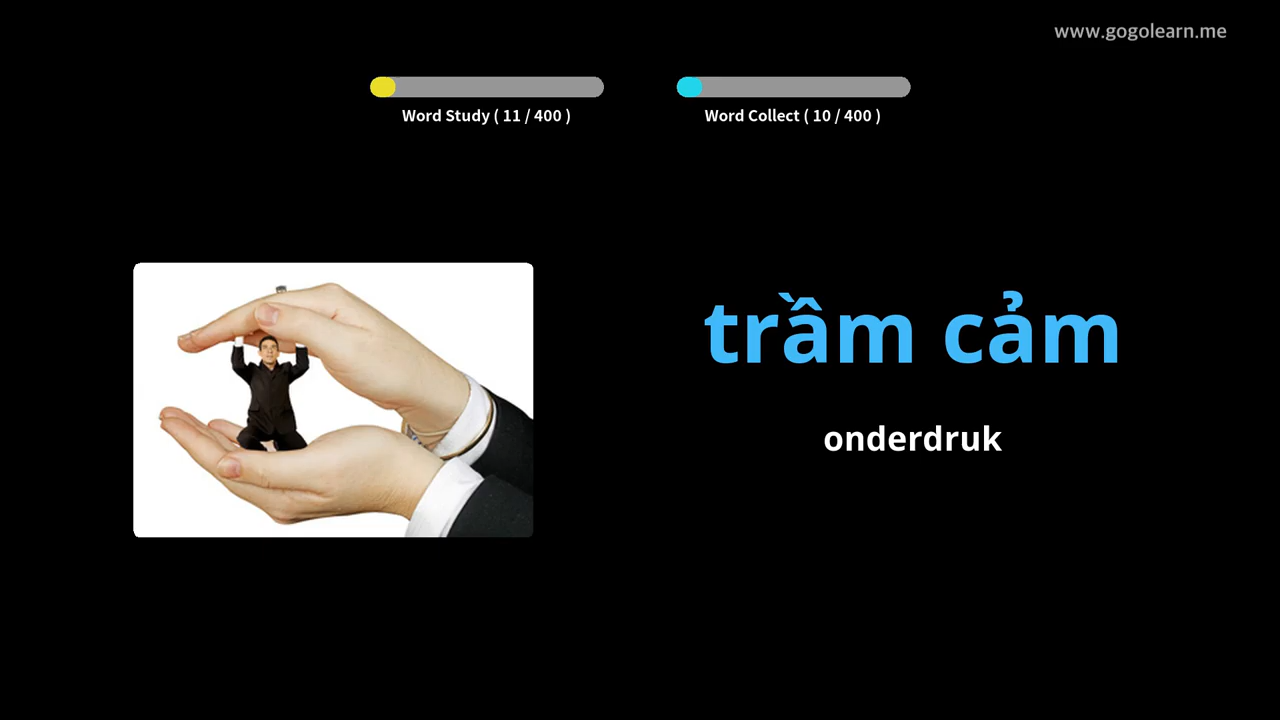 www.gogolearn.me
Word Study ( 11 / 400 )
Word Collect ( 10 / 400 )
trầm cảm
onderdruk